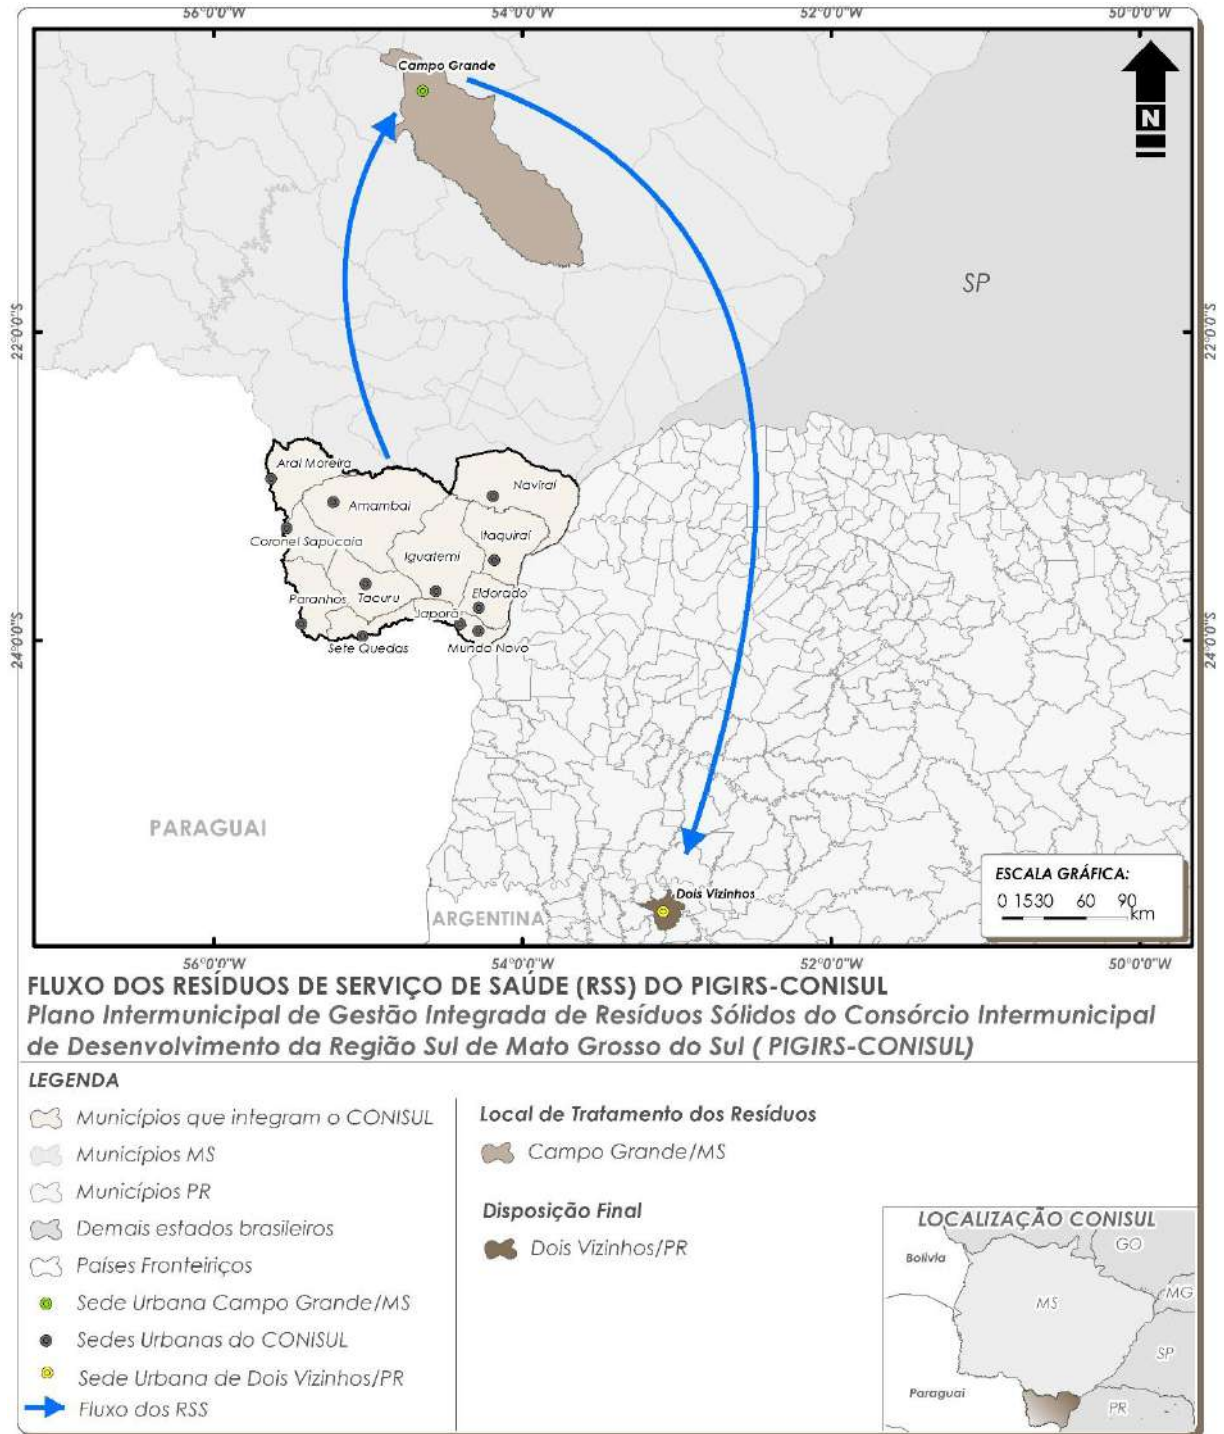 56°0'0"W 54°0'0"W 52°0'0"W 50°0'0"W
Campo Grande
N
SP
22°0'0"S 22°0'0"S
Aral Moreira
Naviraí
Amambai
Coronel Sapucaia
Itaquiraí
Iguatemi
Paranhos Tacuru Eldorado
Japorã
Sete Quedas Mundo Novo
24°0'0"S 24°0'0"S
PARAGUAI
ESCALA GRÁFICA:
0 1530 60 90
km
Dois Vizinhos
ARGENTINA
56°0'0"W 54°0'0"W 52°0'0"W 50°0'0"W
FLUXO DOS RESÍDUOS DE SERVIÇO DE SAÚDE (RSS) DO PIGIRS-CONISUL
Plano Intermunicipal de Gestão Integrada de Resíduos Sólidos do Consórcio Intermunicipal
de Desenvolvimento da Região Sul de Mato Grosso do Sul ( PIGIRS-CONISUL)
LEGENDA
Municípios que integram o CONISUL
Municípios MS
Municípios PR
Demais estados brasileiros
Países Fronteiriços
Sede Urbana Campo Grande/MS
Sedes Urbanas do CONISUL
Sede Urbana de Dois Vizinhos/PR
Fluxo dos RSS
Local de Tratamento dos Resíduos
Campo Grande/MS
Disposição Final
Dois Vizinhos/PR
LOCALIZAÇÃO CONISUL
GO
Bolívia
MS
MG
SP
Paraguai
PR